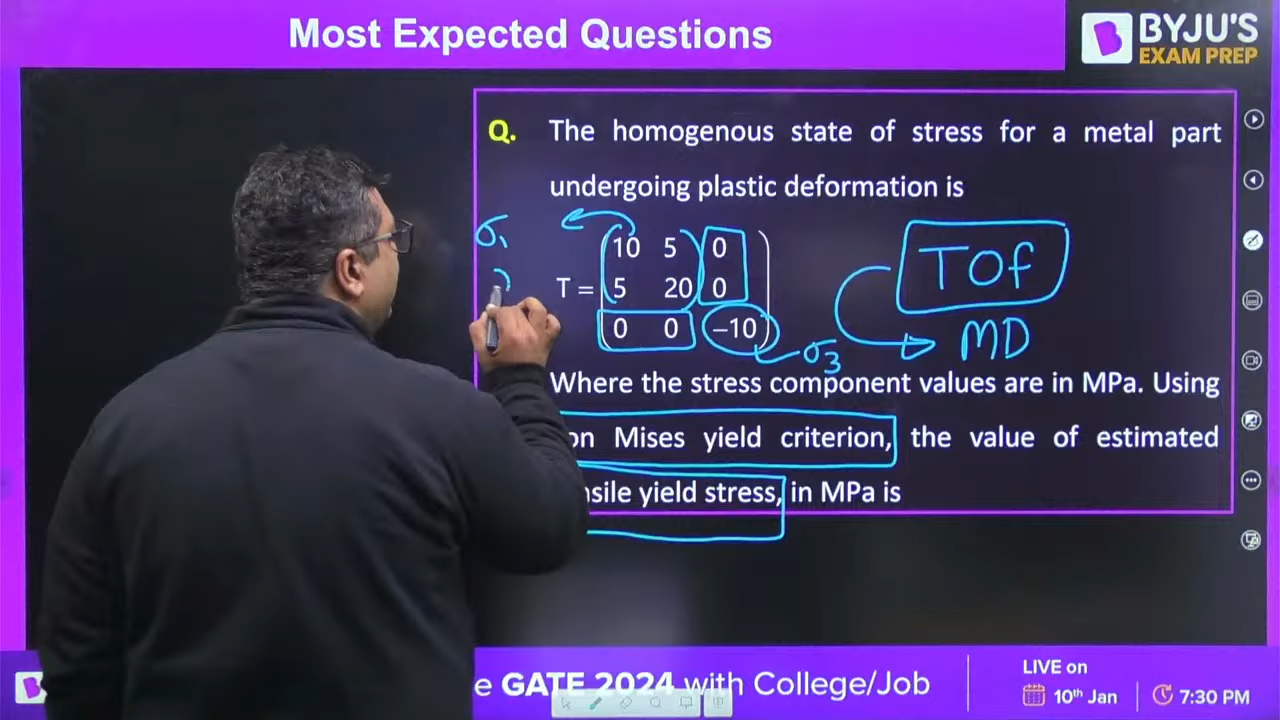 Most Expected Questions
BYJU'S
EXAM PREP
Q. The homogenous state of stress for a metal part
undergoing plastic deformation is
σ₁
T = 10 5 0
5 20 0
0 0 –10
σ3
TOf
MD
Where the stress component values are in MPa. Using
on Mises yield criterion, the value of estimated
sile yield stress, in MPa is
e GATE 2024 with College/Job
LIVE on
10th Jan
7:30 PM